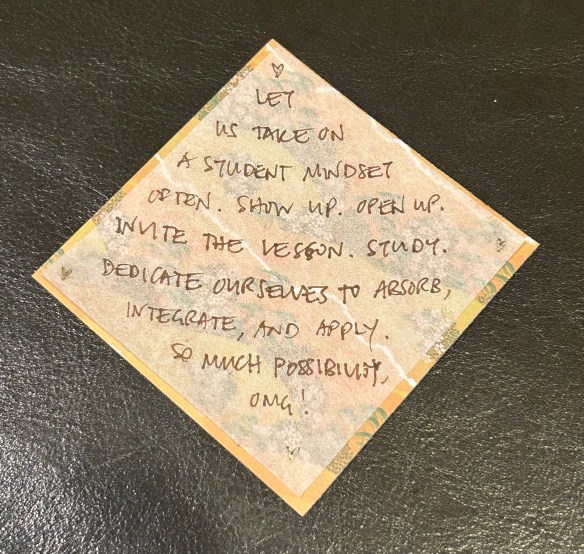 LET
US TAKE ON
A STUDENT MINDSET
OFTEN. SHOW UP. OPEN UP.
INVITE THE LESSON. STUDY.
DEDICATE OURSELVES TO ABSORB,
INTEGRATE, AND APPLY.
SO MUCH POSSIBILITY,
OMG!